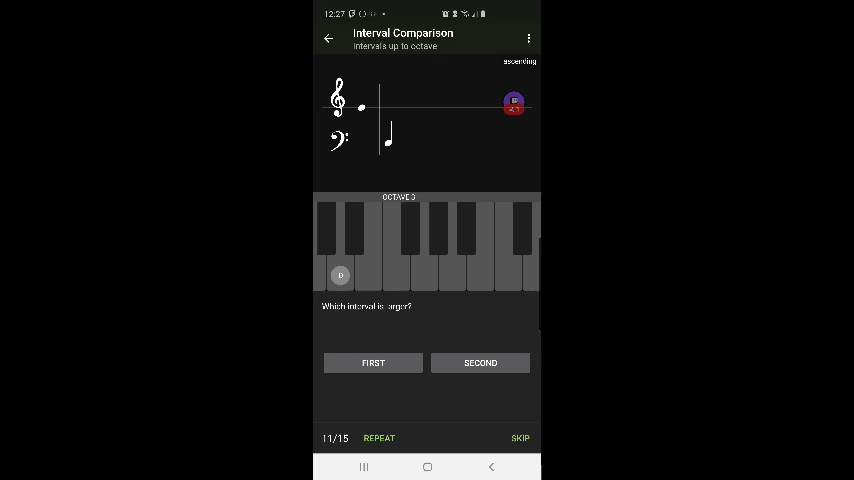 12:27
Interval Comparison
Intervals up to octave
ascending
OCTAVE 3
D
Which interval is larger?
FIRST SECOND
11/15 REPEAT SKIP